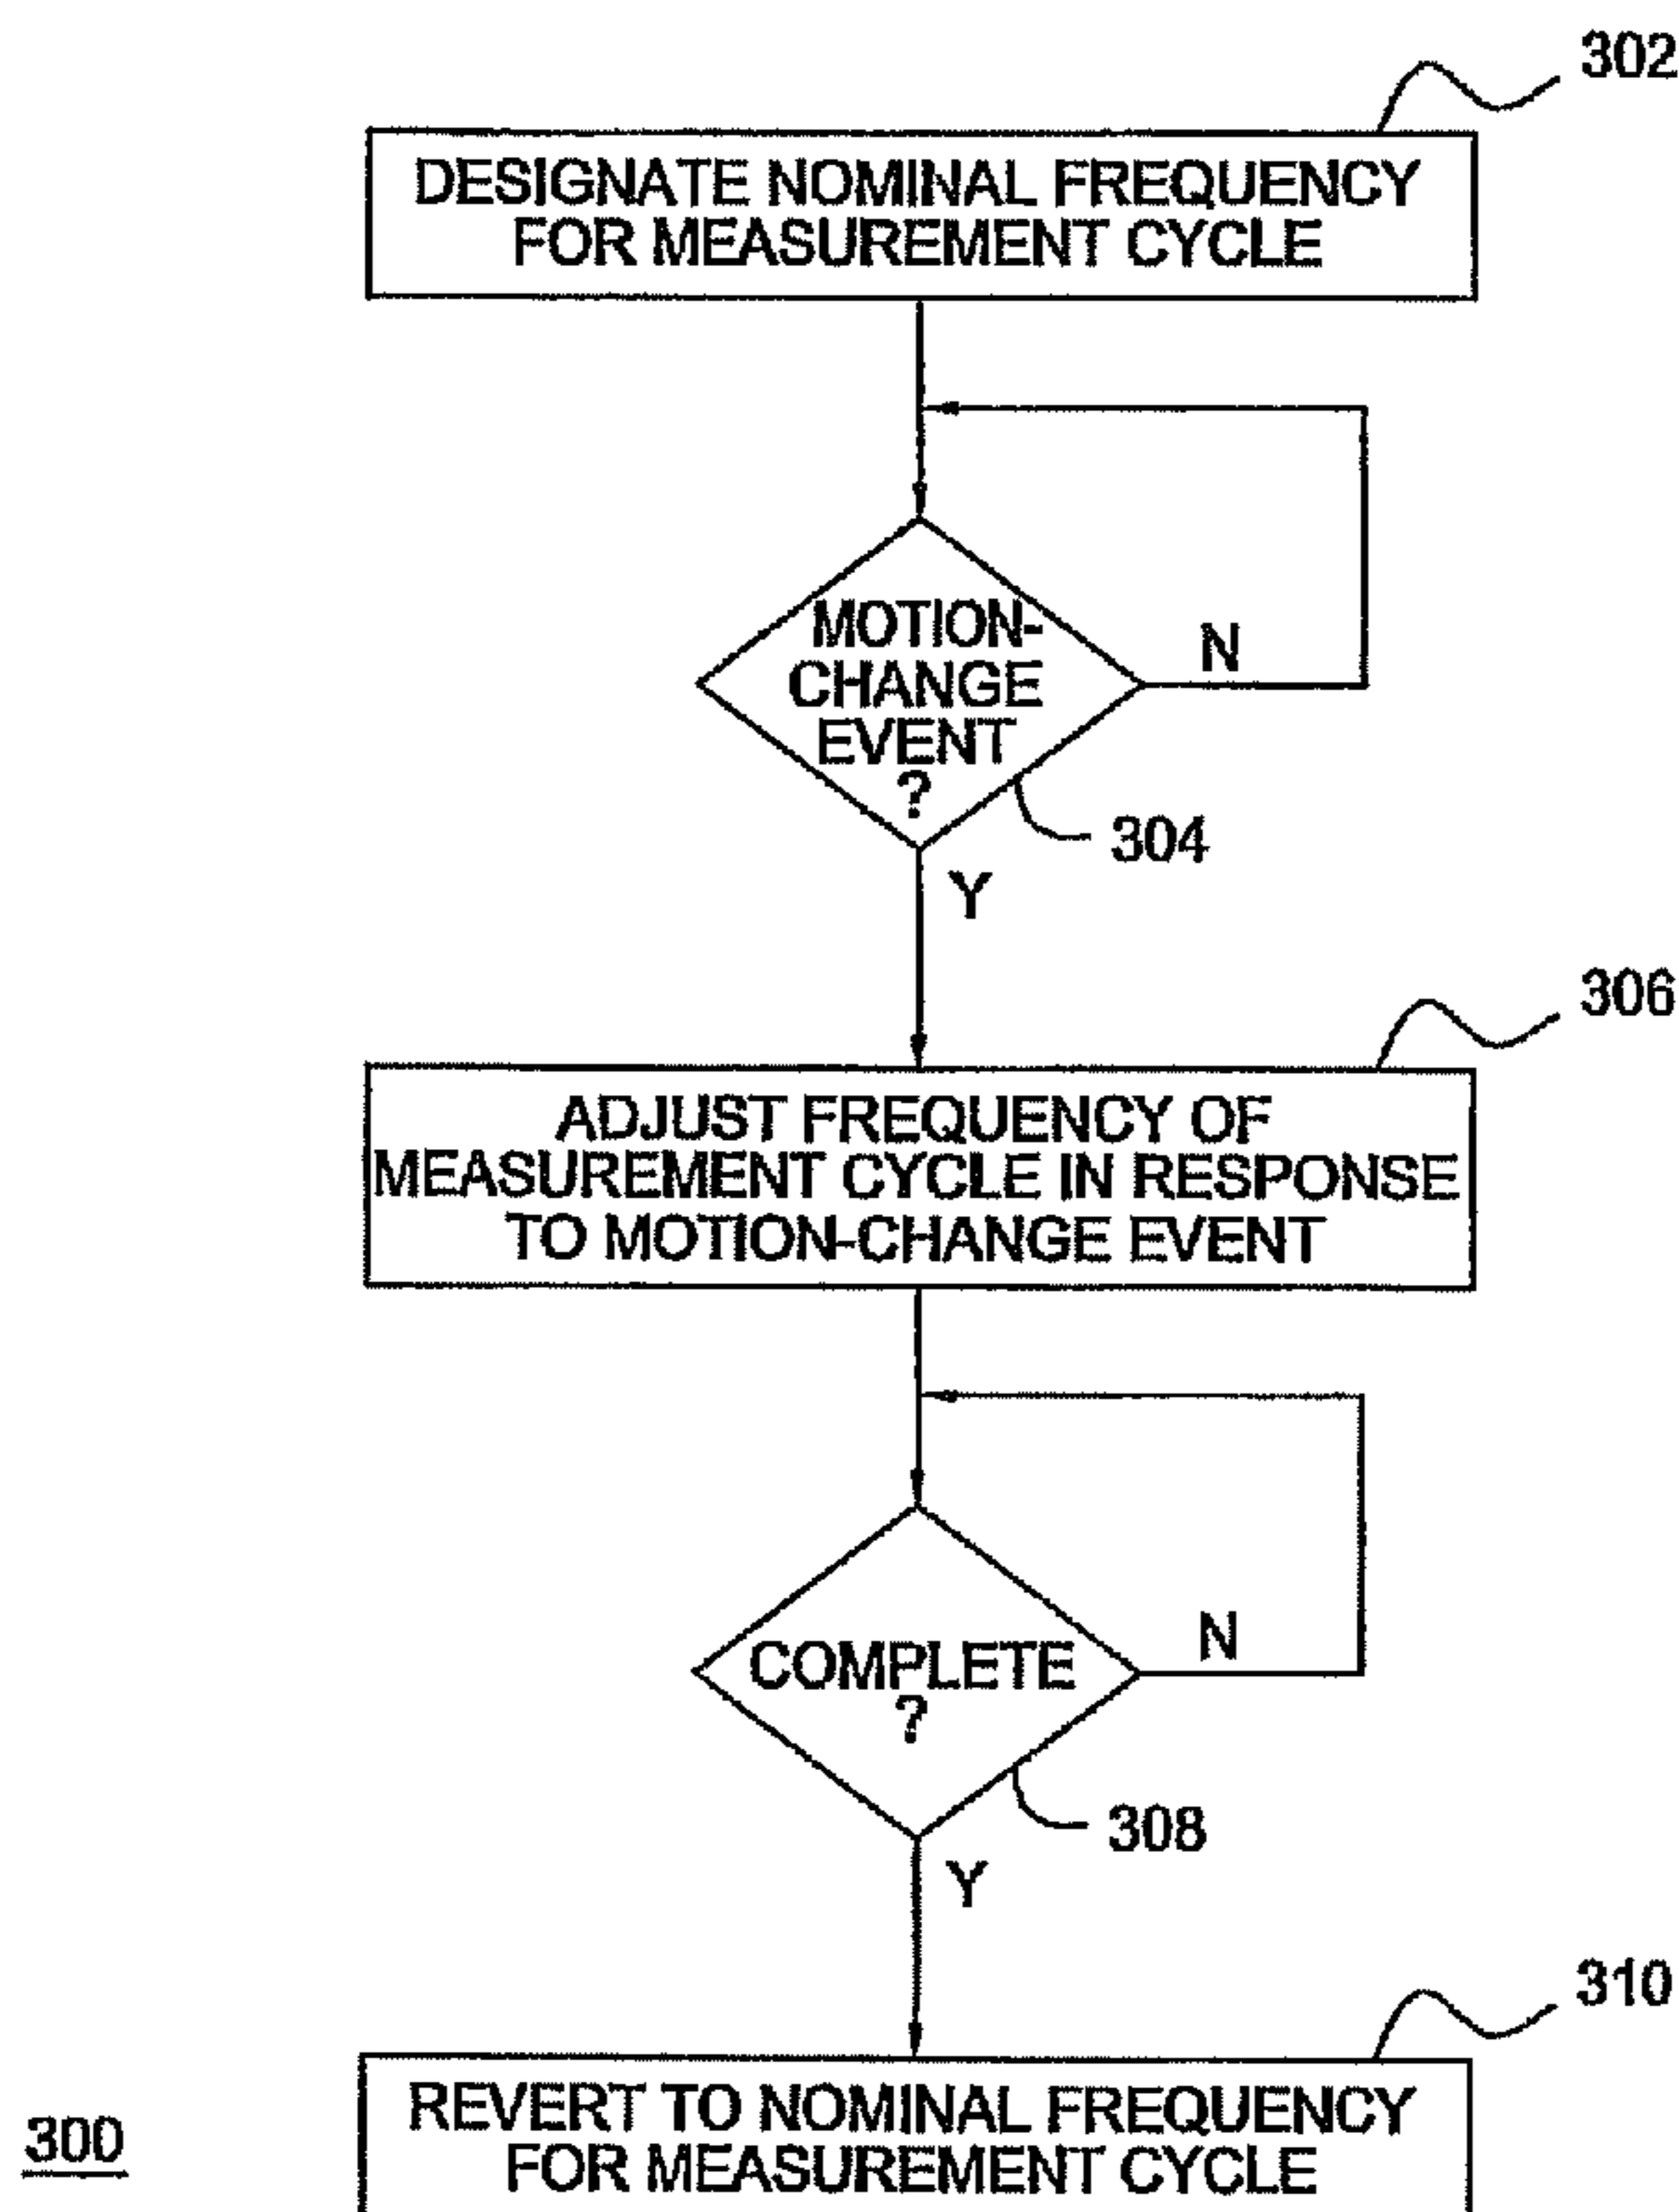 302
DESIGNATE NOMINAL FREQUENCY
FOR MEASUREMENT CYCLE
MOTION-
CHANGE
EVENT
?
N
304
Y
306
ADJUST FREQUENCY OF
MEASUREMENT CYCLE IN RESPONSE
TO MOTION-CHANGE EVENT
COMPLETE
?
N
308
Y
310
REVERT TO NOMINAL FREQUENCY
FOR MEASUREMENT CYCLE
300